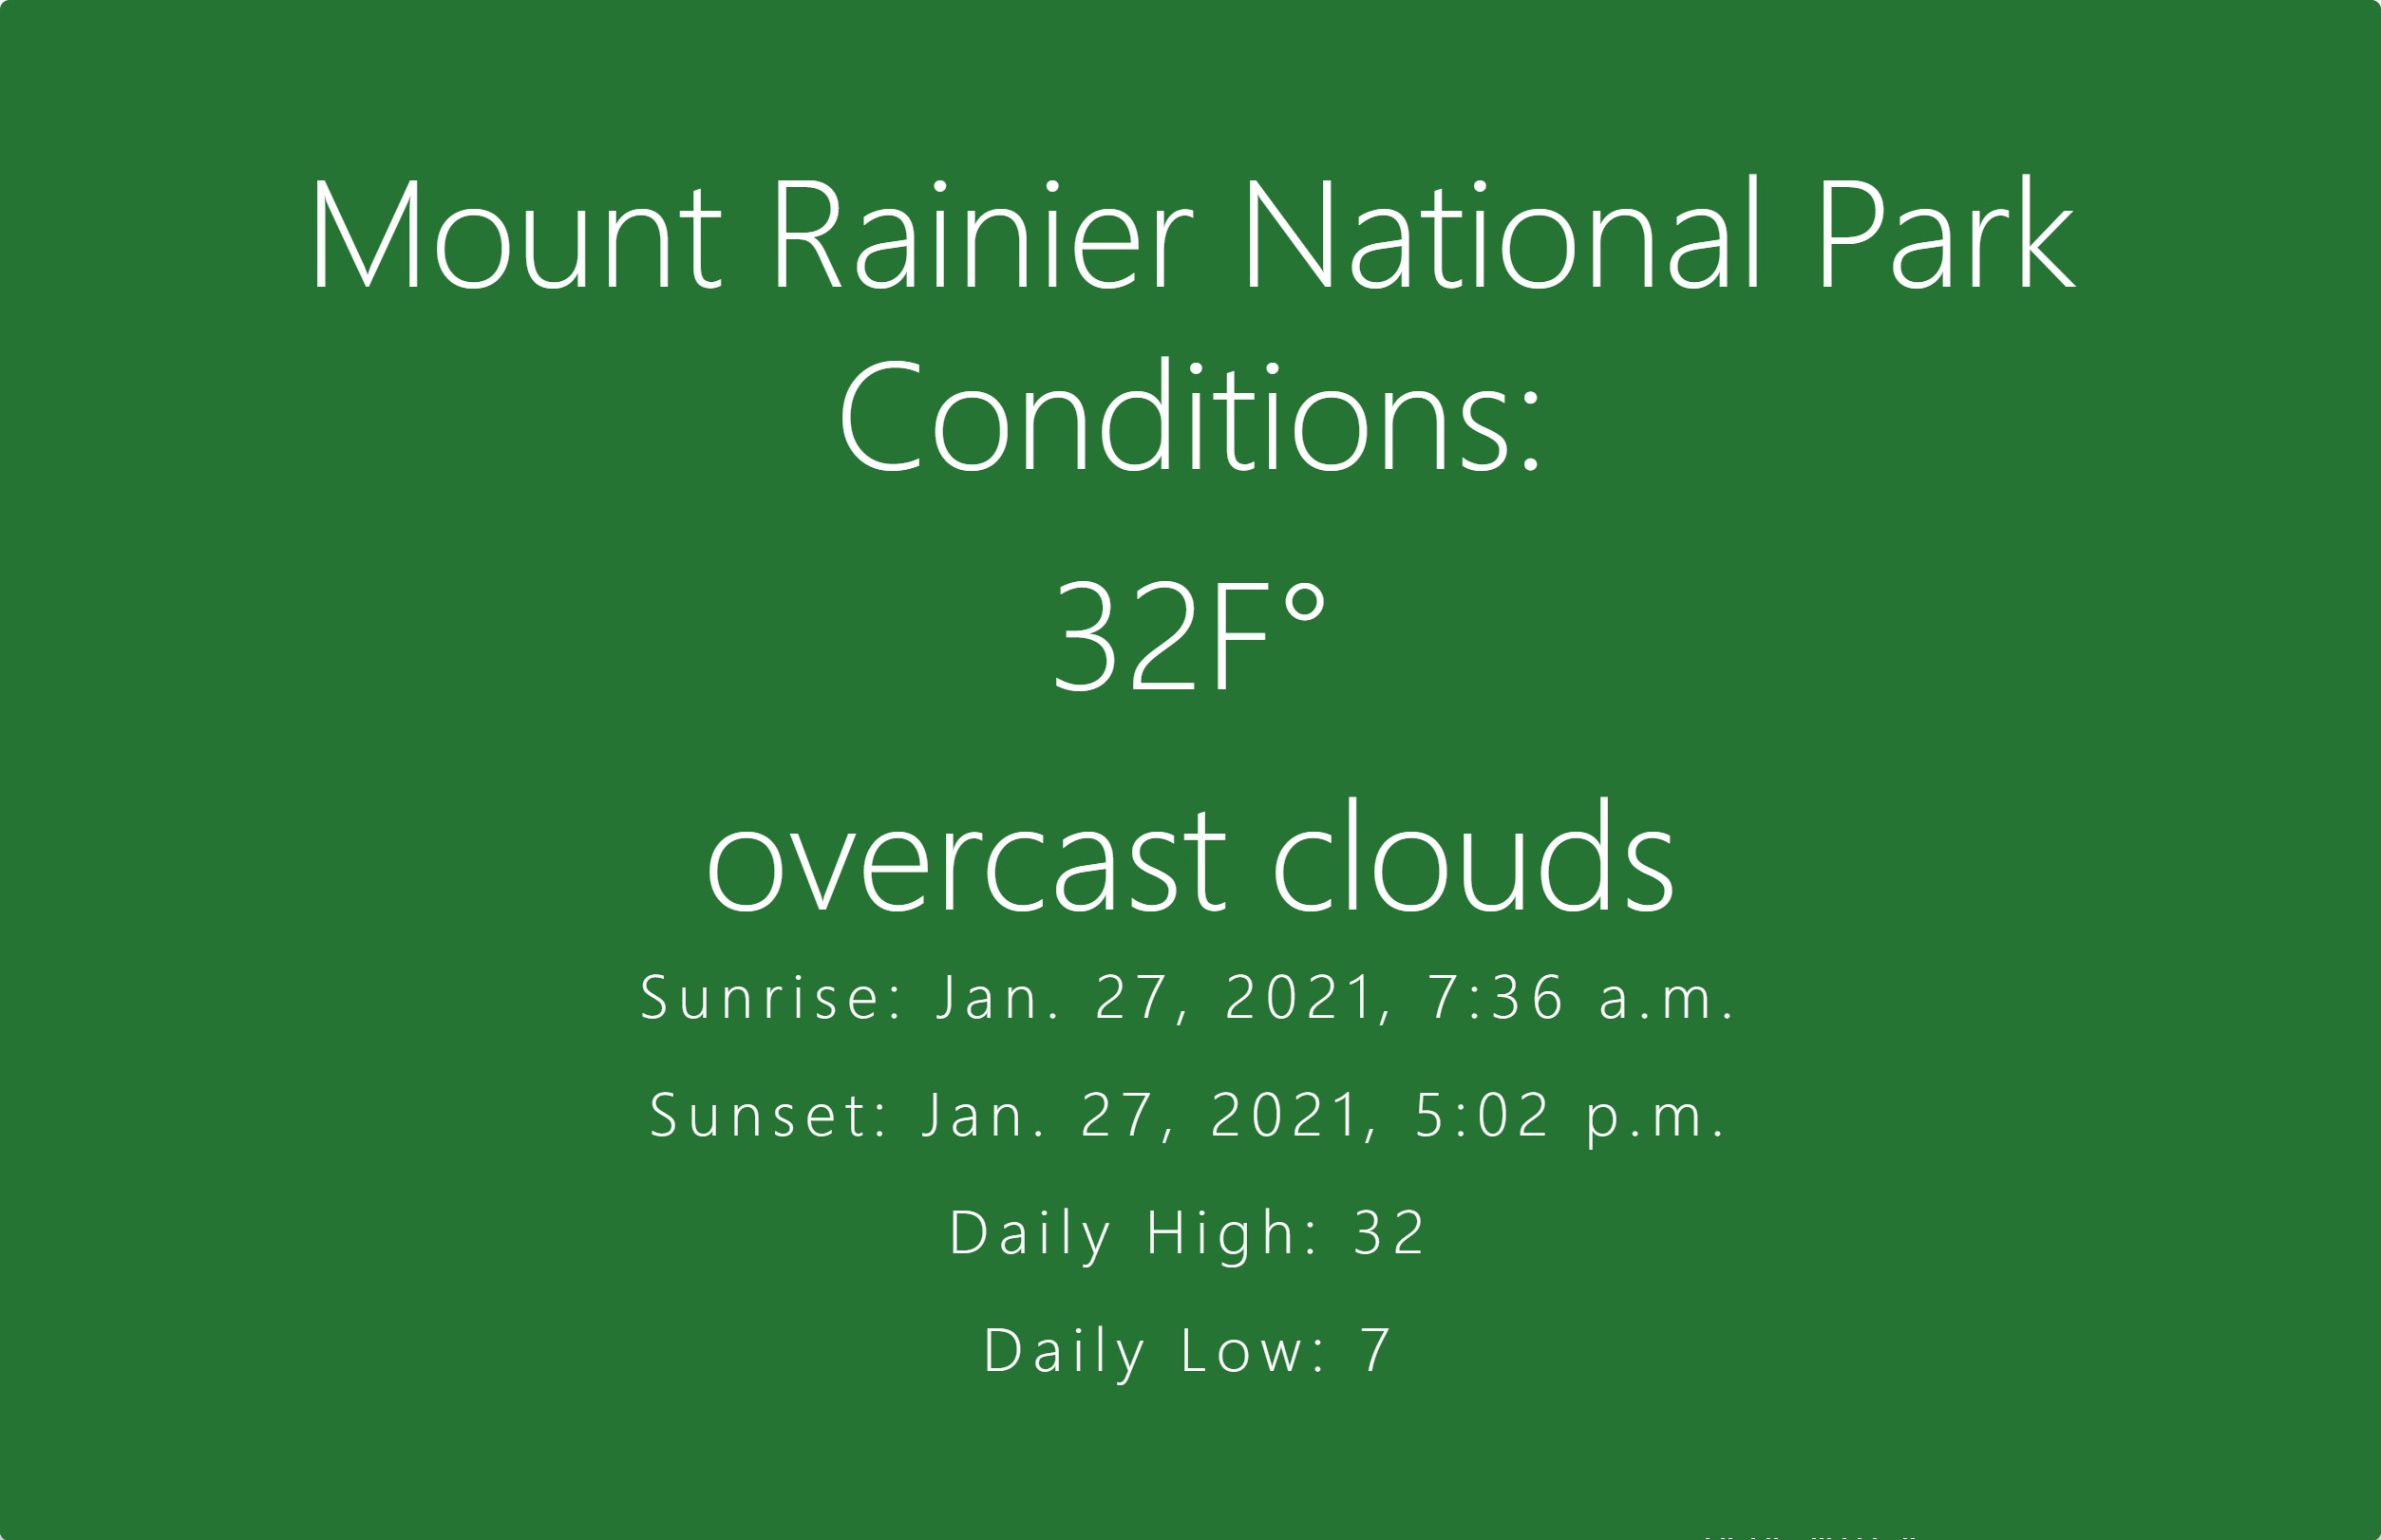 Mount Rainier National Park
Conditions:
32F°
overcast clouds
Sunrise: Jan. 27, 2021, 7:36 a.m.
Sunset: Jan. 27, 2021, 5:02 p.m.
Daily High: 32
Daily Low: 7